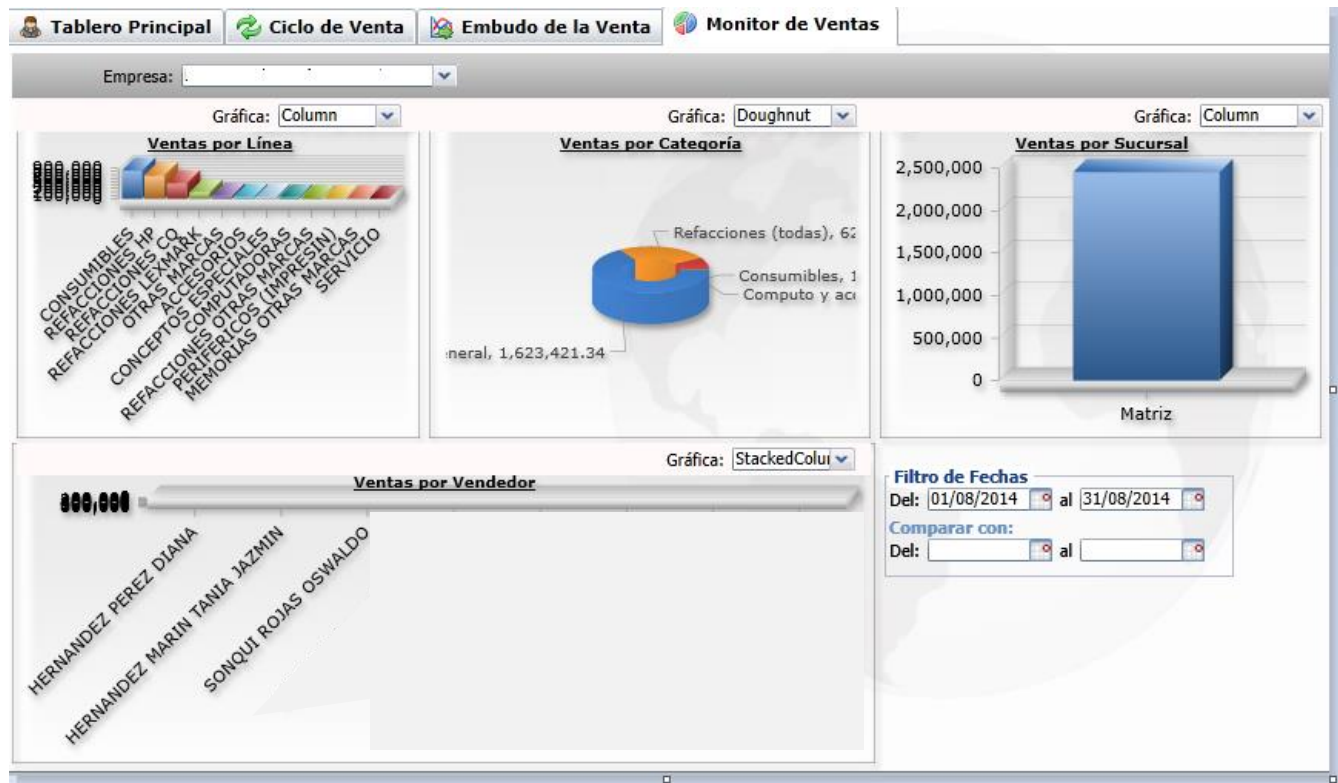 Tablero Principal
Ciclo de Venta
Embudo de la Venta
Monitor de Ventas
Empresa:
Gráfica: Column
Gráfica: Doughnut
Gráfica: Column
Ventas por Línea
CONSUMIBLES
REFACCIONES HP
REFACCIONES CQ
REFACCIONES LEXMARK
OTRAS MARCAS
ACCESORIOS
CONCEPTOS ESPECIALES
COMPUTADORAS
REFACCIONES OTRAS MARCAS
PERIFERICOS (IMPRESIN)
MEMORIAS OTRAS MARCAS
SERVICIO
Ventas por Categoría
Refacciones (todas), 62
Consumibles, 1
Computo y acc
neral, 1,623,421.34
Ventas por Sucursal
2,500,000
2,000,000
1,500,000
1,000,000
500,000
0
Matriz
Gráfica: StackedColu
Ventas por Vendedor
HERNANDEZ PEREZ DIANA
HERNANDEZ MARIN TANIA JAZMIN
SONQUI ROJAS OSWALDO
Filtro de Fechas
Del: 01/08/2014 al 31/08/2014
Comparar con:
Del: al